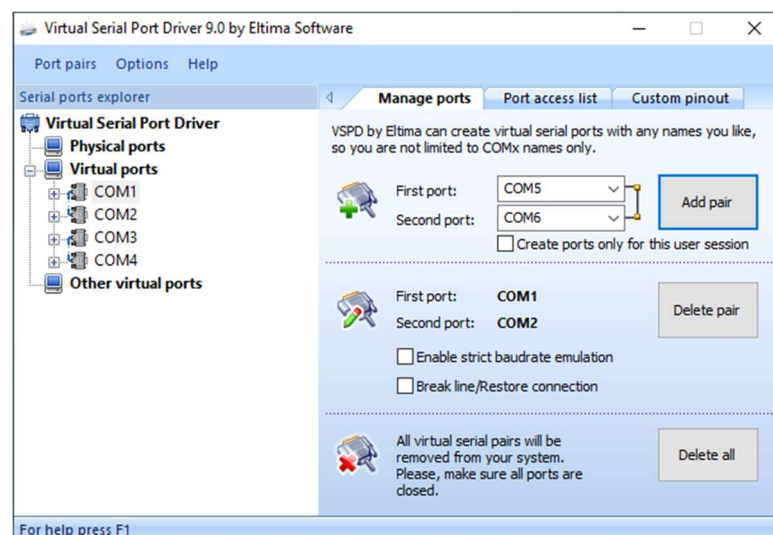 Virtual Serial Port Driver 9.0 by Eltima Software
Port pairs Options Help
Serial ports explorer
Virtual Serial Port Driver
Physical ports
Virtual ports
COM1
COM2
COM3
COM4
Other virtual ports
Manage ports Port access list Custom pinout
VSPD by Eltima can create virtual serial ports with any names you like,
so you are not limited to COMx names only.
First port: COM5
Second port: COM6
Add pair
Create ports only for this user session
First port: COM1
Second port: COM2
Delete pair
Enable strict baudrate emulation
Break line/Restore connection
All virtual serial pairs will be
removed from your system.
Please, make sure all ports are
closed.
Delete all
For help press F1